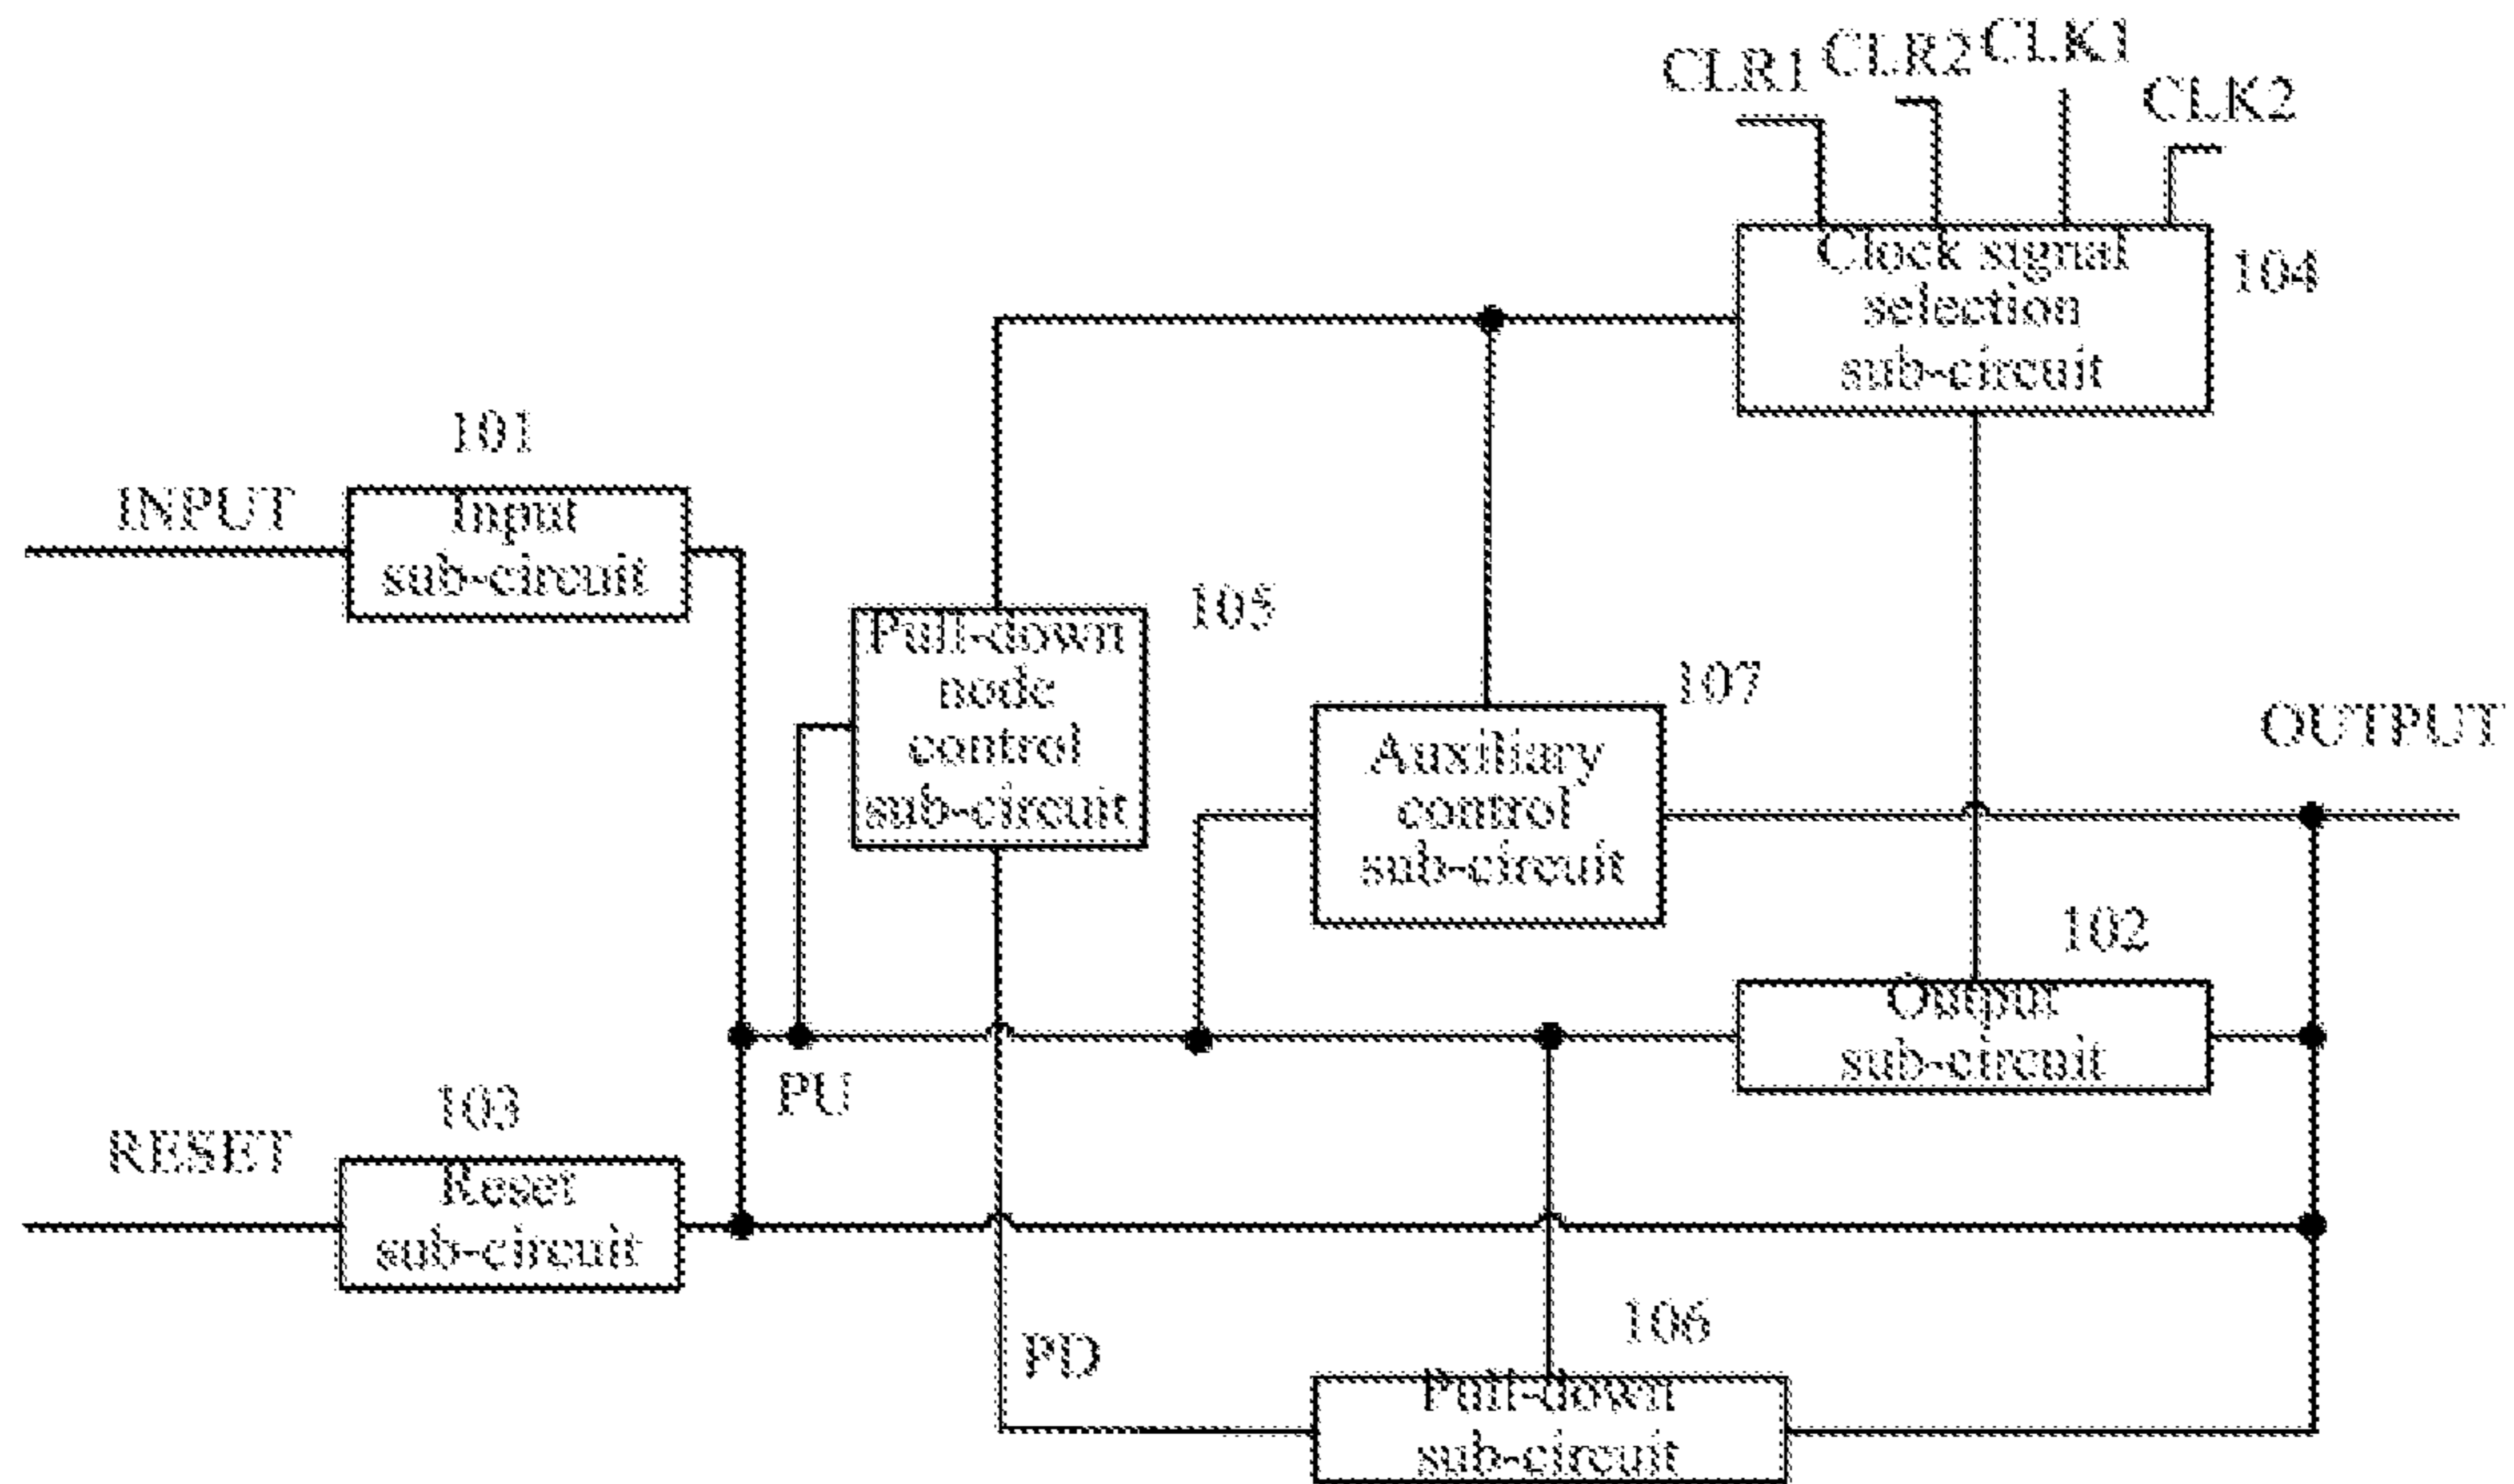 CLR1 CLR2 CLK1
CLK2
Clock signal
selection
sub-circuit
104
101
INPUT
Input
sub-circuit
105
Pull-down
node
control
sub-circuit
107
Auxiliary
control
sub-circuit
OUTPUT
102
Output
sub-circuit
PU
103
RESET
Reset
sub-circuit
106
PD
Pull-down
sub-circuit